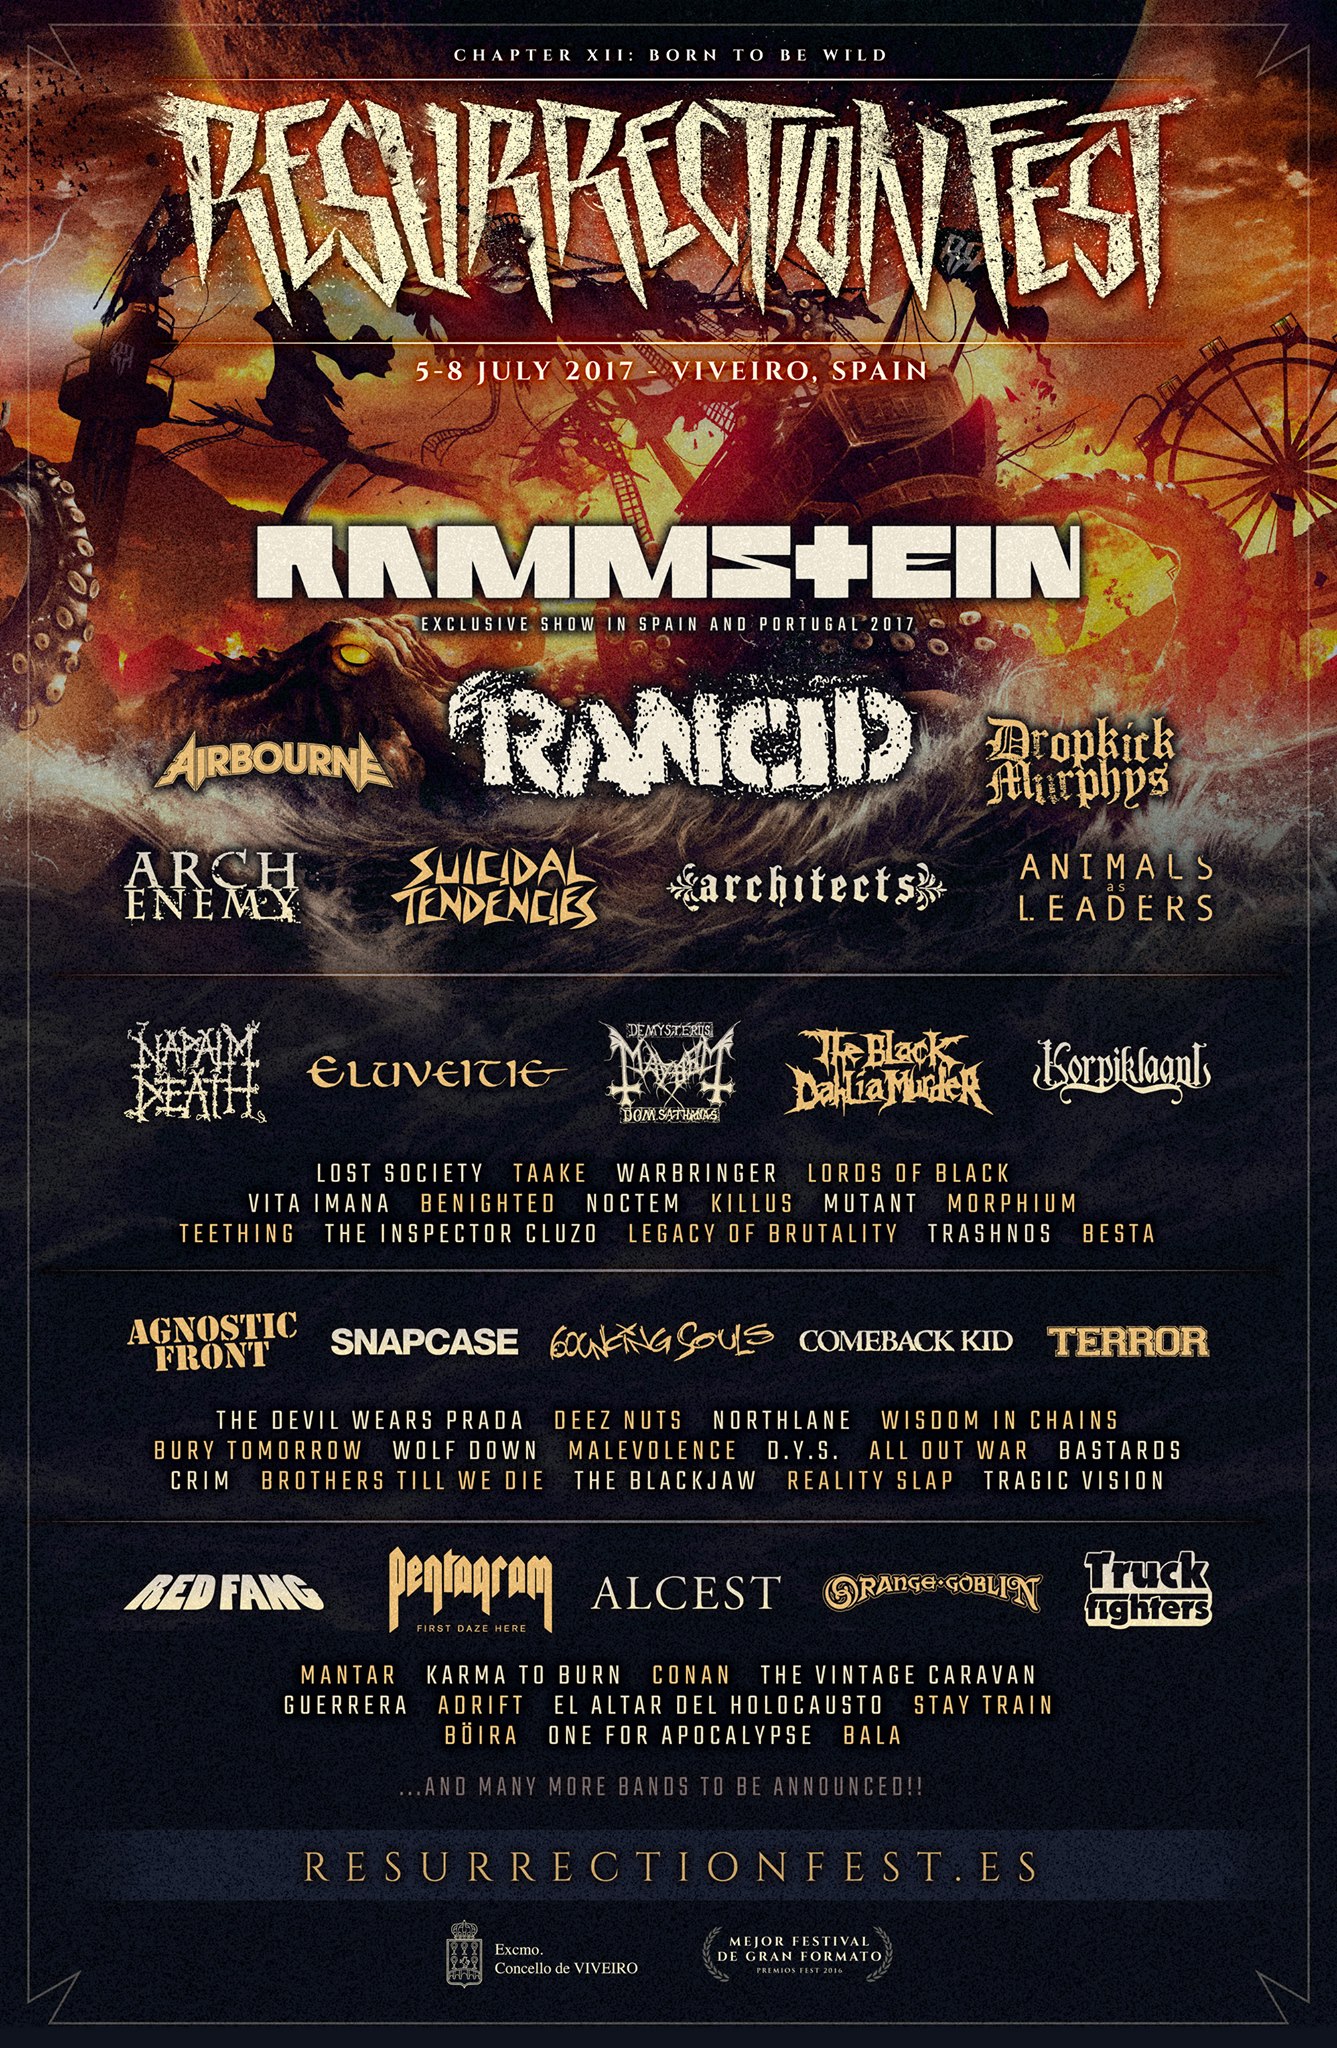 CHAPTER XII: BORN TO BE WILD
RESURRECTION FEST
5-8 JULY 2017 - VIVEIRO, SPAIN
RAMMSTEIN
EXCLUSIVE SHOW IN SPAIN AND PORTUGAL 2017
AIRBOURNE RANCID Dropkick Murphys
ARCH ENEMY SUICIDAL TENDENCIES architects ANIMALS as LEADERS
NAPALM DEATH ELUVEITIE DE MYSTERIIS MAYHEM DOM SATHANAS The Black Dahlia Murder Korpiklaani
LOST SOCIETY TAAKE WARBRINGER LORDS OF BLACK
VITA IMANA BENIGHTED NOCTEM KILLUS MUTANT MORPHIUM
TEETHING THE INSPECTOR CLUZO LEGACY OF BRUTALITY TRASHNOS BESTA
AGNOSTIC FRONT SNAPCASE BOUNCING SOULS COMEBACK KID TERROR
THE DEVIL WEARS PRADA DEEZ NUTS NORTHLANE WISDOM IN CHAINS
BURY TOMORROW WOLF DOWN MALEVOLENCE D.Y.S. ALL OUT WAR BASTARDS
CRIM BROTHERS TILL WE DIE THE BLACKJAW REALITY SLAP TRAGIC VISION
RED FANG Pentagram ALCEST ORANGE GOBLIN Truck fighters
FIRST DAZE HERE
MANTAR KARMA TO BURN CONAN THE VINTAGE CARAVAN
GUERRERA ADRIFT EL ALTAR DEL HOLOCAUSTO STAY TRAIN
BÖIRA ONE FOR APOCALYPSE BALA
...AND MANY MORE BANDS TO BE ANNOUNCED!!
RESURRECTIONFEST.ES
Excmo.
Concello de VIVEIRO
MEJOR FESTIVAL
DE GRAN FORMATO
PREMIOS FEST 2016